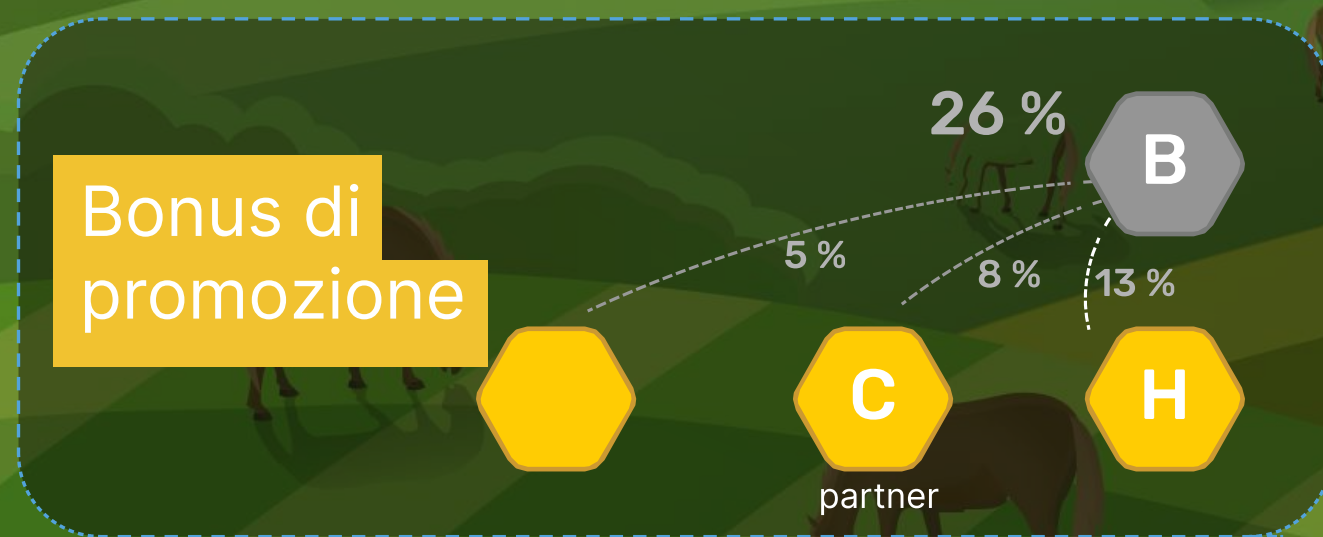 26 %
B
Bonus di
promozione
5 %
8 %
13 %
C
H
partner